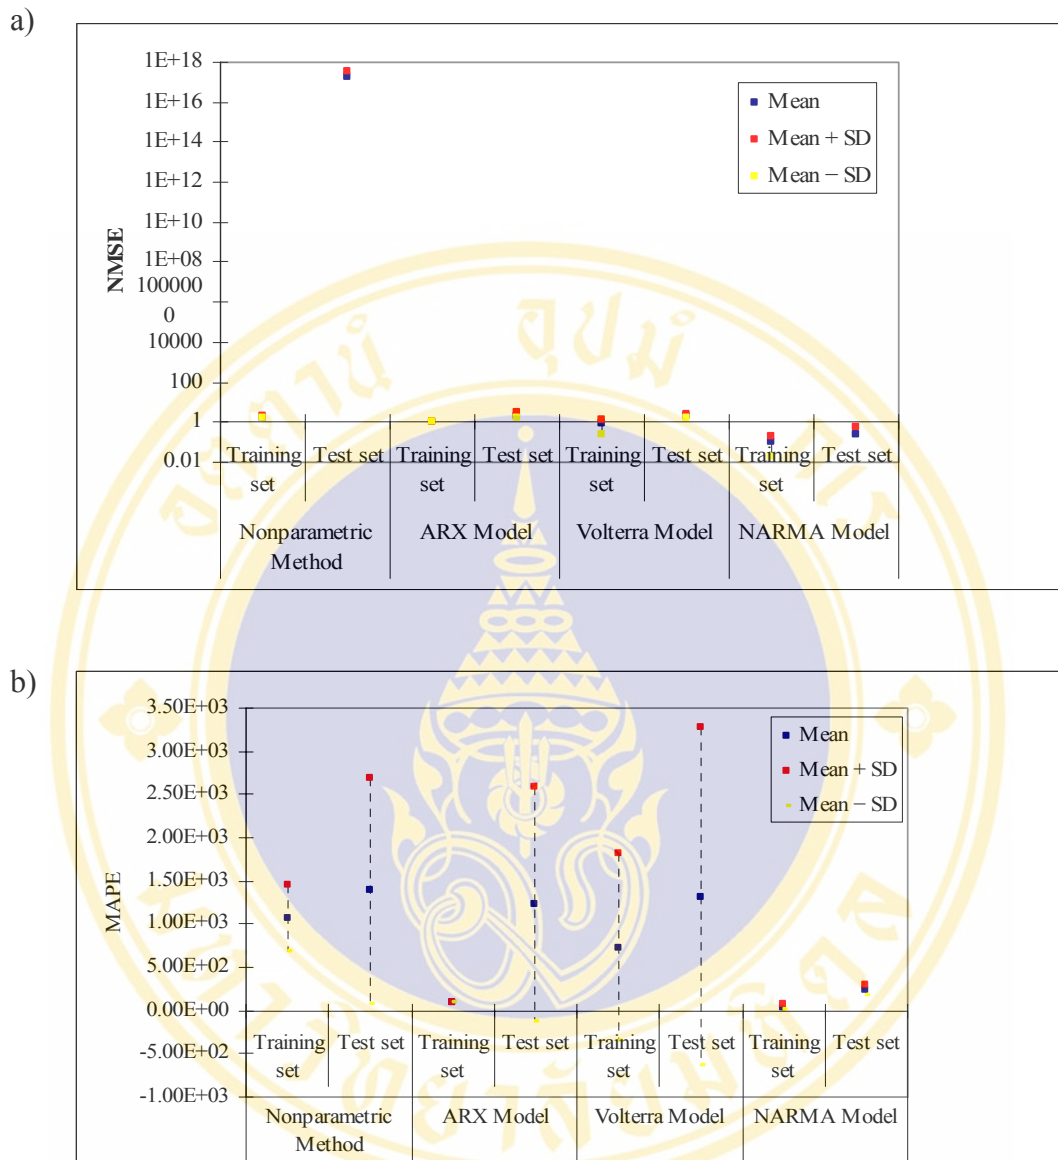 a)
1E+18
1E+16
1E+14
1E+12
1E+10
1E+08
100000
0
10000
100
1
0.01
NMSE
Mean
Mean + SD
Mean − SD
Training set
Test set
Training set
Test set
Training set
Test set
Training set
Test set
Nonparametric Method
ARX Model
Volterra Model
NARMA Model
b)
3.50E+03
3.00E+03
2.50E+03
2.00E+03
1.50E+03
1.00E+03
5.00E+02
0.00E+00
-5.00E+02
-1.00E+03
MAPE
Mean
Mean + SD
Mean − SD
Training set
Test set
Training set
Test set
Training set
Test set
Training set
Test set
Nonparametric Method
ARX Model
Volterra Model
NARMA Model